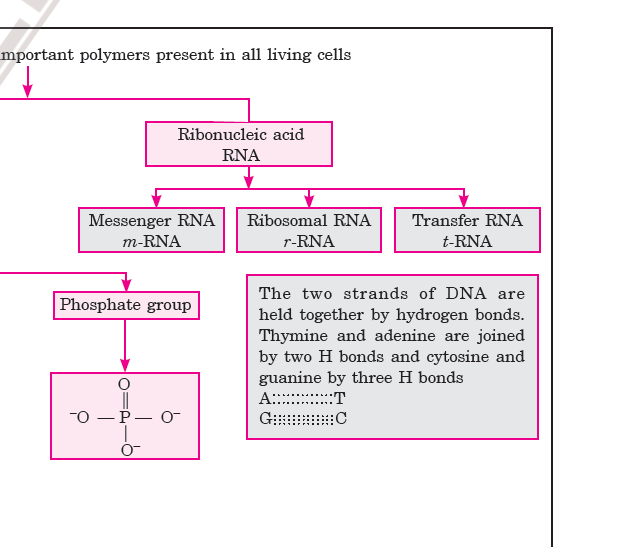 mportant polymers present in all living cells
Ribonucleic acid
RNA
Messenger RNA
m-RNA
Ribosomal RNA
r-RNA
Transfer RNA
t-RNA
Phosphate group
O
⁻O — P — O⁻
O⁻
The two strands of DNA are
held together by hydrogen bonds.
Thymine and adenine are joined
by two H bonds and cytosine and
guanine by three H bonds
A::::::::::::T
G::::::::::::C